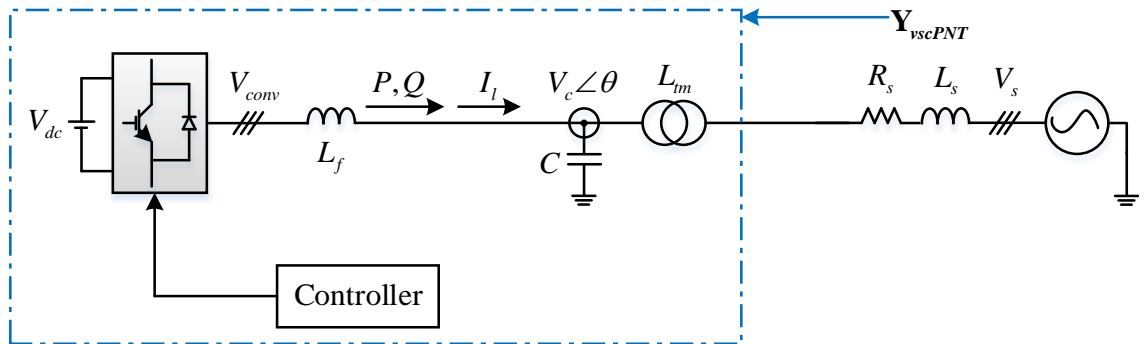 Y_vscPNT
V_dc
V_conv
L_f
P, Q
I_l
V_c∠θ
C
L_tm
R_s
L_s
V_s
Controller